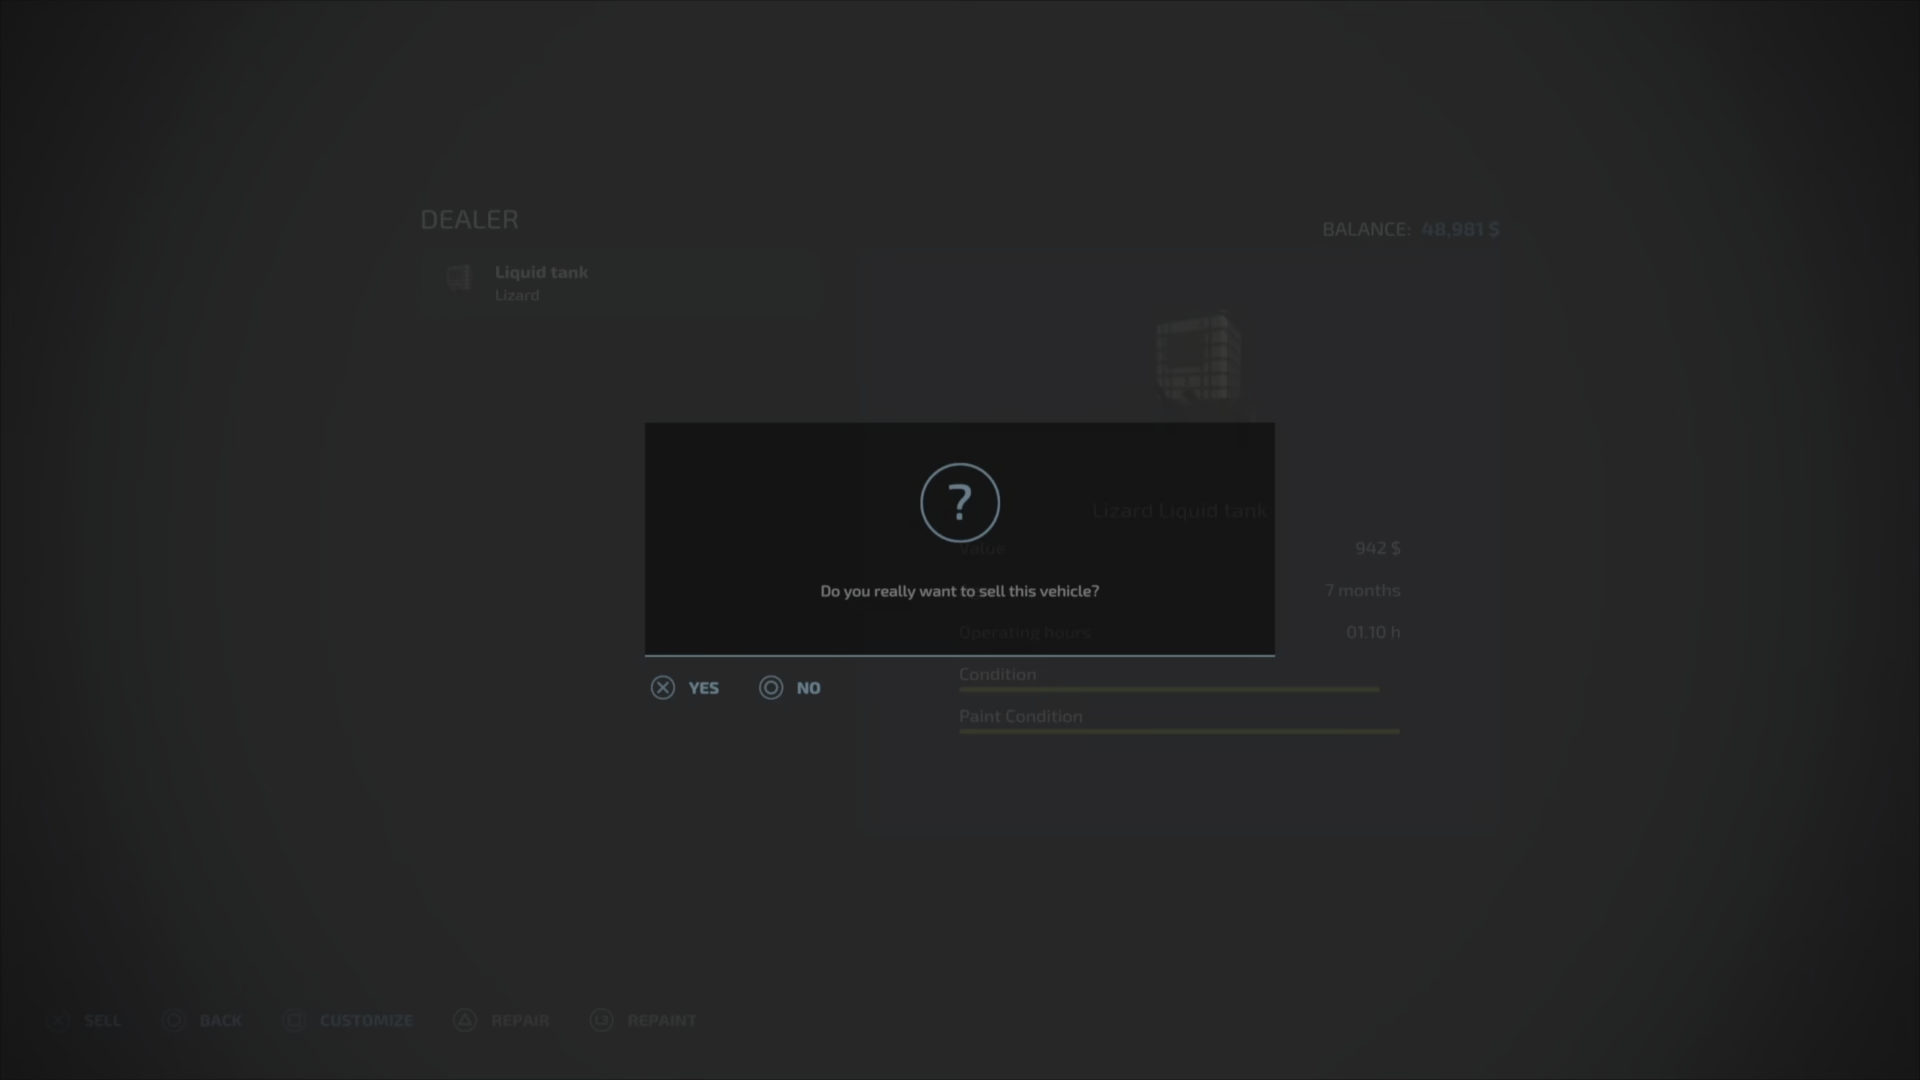 DEALER
BALANCE: 48,981 $
Liquid tank
Lizard
?
Lizard Liquid tank
Value 942 $
7 months
Do you really want to sell this vehicle?
Operating hours 01.10 h
Condition
YES NO
Paint Condition
SELL BACK CUSTOMIZE REPAIR L3 REPAINT